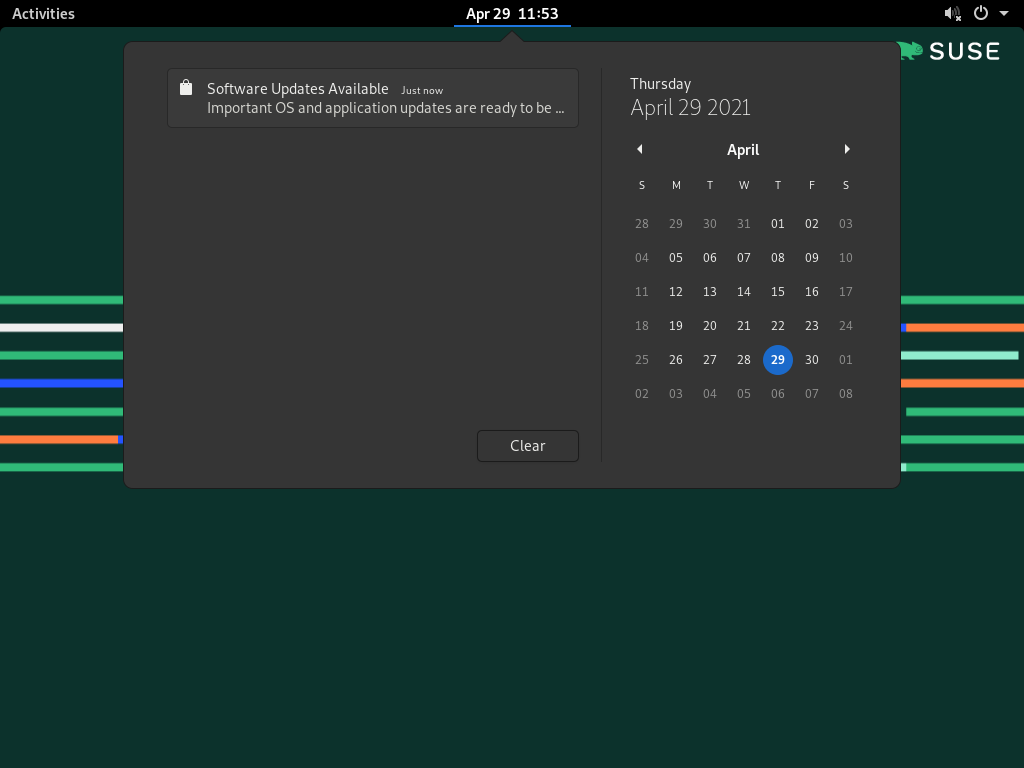 Activities
Apr 29 11:53
SUSE
Software Updates Available Just now
Important OS and application updates are ready to be ...
Clear
Thursday
April 29 2021
April
S M T W T F S
28 29 30 31 01 02 03
04 05 06 07 08 09 10
11 12 13 14 15 16 17
18 19 20 21 22 23 24
25 26 27 28 29 30 01
02 03 04 05 06 07 08